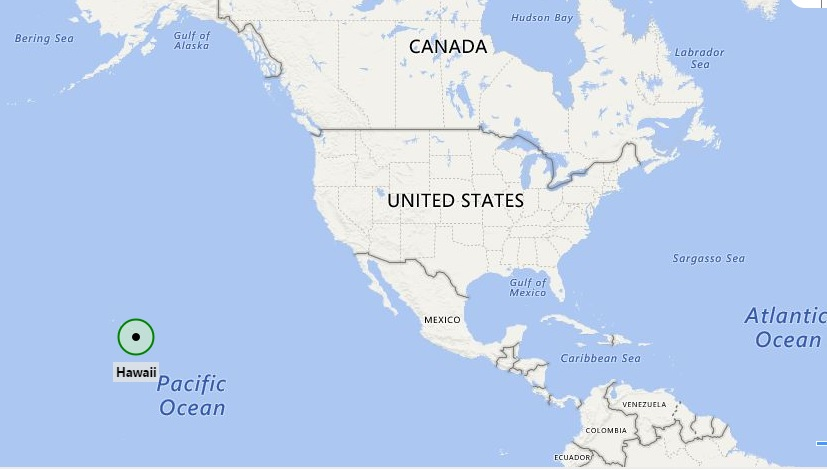 Hudson Bay
Bering Sea
Gulf of
Alaska
CANADA
Labrador
Sea
UNITED STATES
Sargasso Sea
Gulf of
Mexico
MEXICO
Atlantic
Ocean
Caribbean Sea
Hawaii
Pacific
Ocean
VENEZUELA
COLOMBIA
ECUADOR